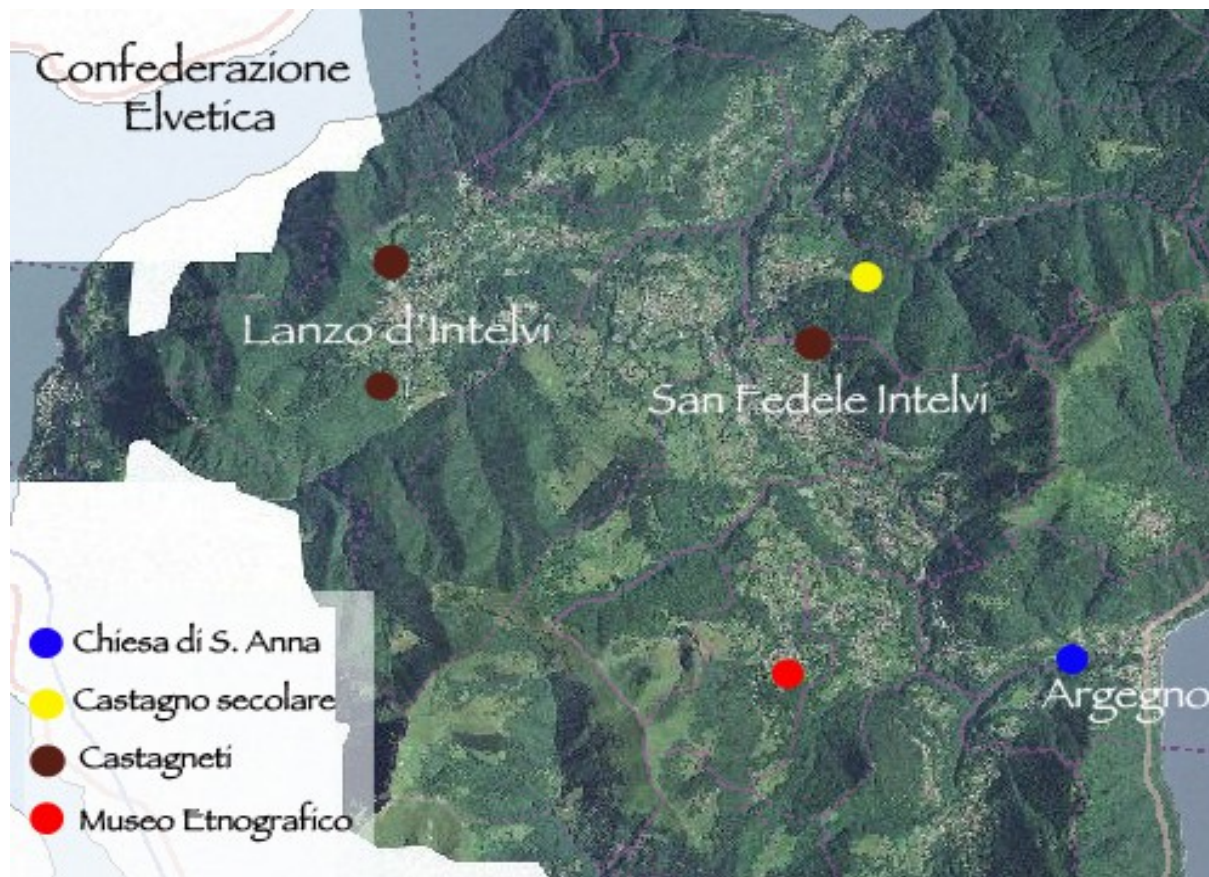 Confederazione
Elvetica
Lanzo d'Intelvi
San Fedele Intelvi
Argegno
Chiesa di S. Anna
Castagno secolare
Castagneti
Museo Etnografico